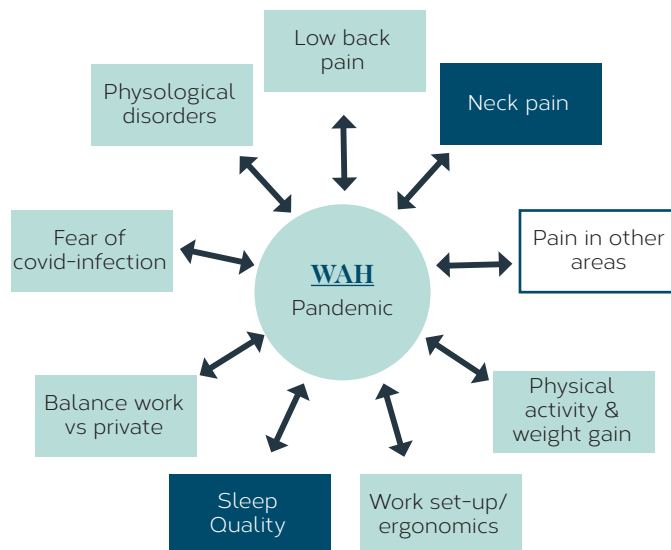 Low back
pain
Neck pain
Physological
disorders
Fear of
covid-infection
WAH
Pandemic
Pain in other
areas
Balance work
vs private
Physical
activity &
weight gain
Sleep
Quality
Work set-up/
ergonomics